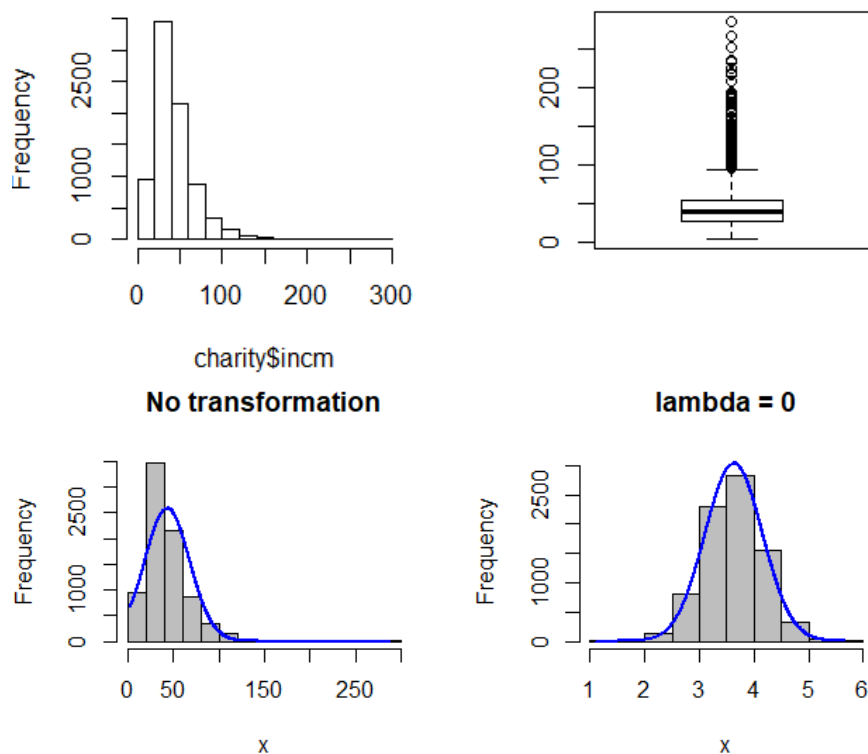 Frequency
2500
1000
0
0 100 200 300
charity$incm
200
100
0
No transformation
Frequency
2500
1000
0
0 50 150 250
x
lambda = 0
Frequency
2500
1000
0
1 2 3 4 5 6
x